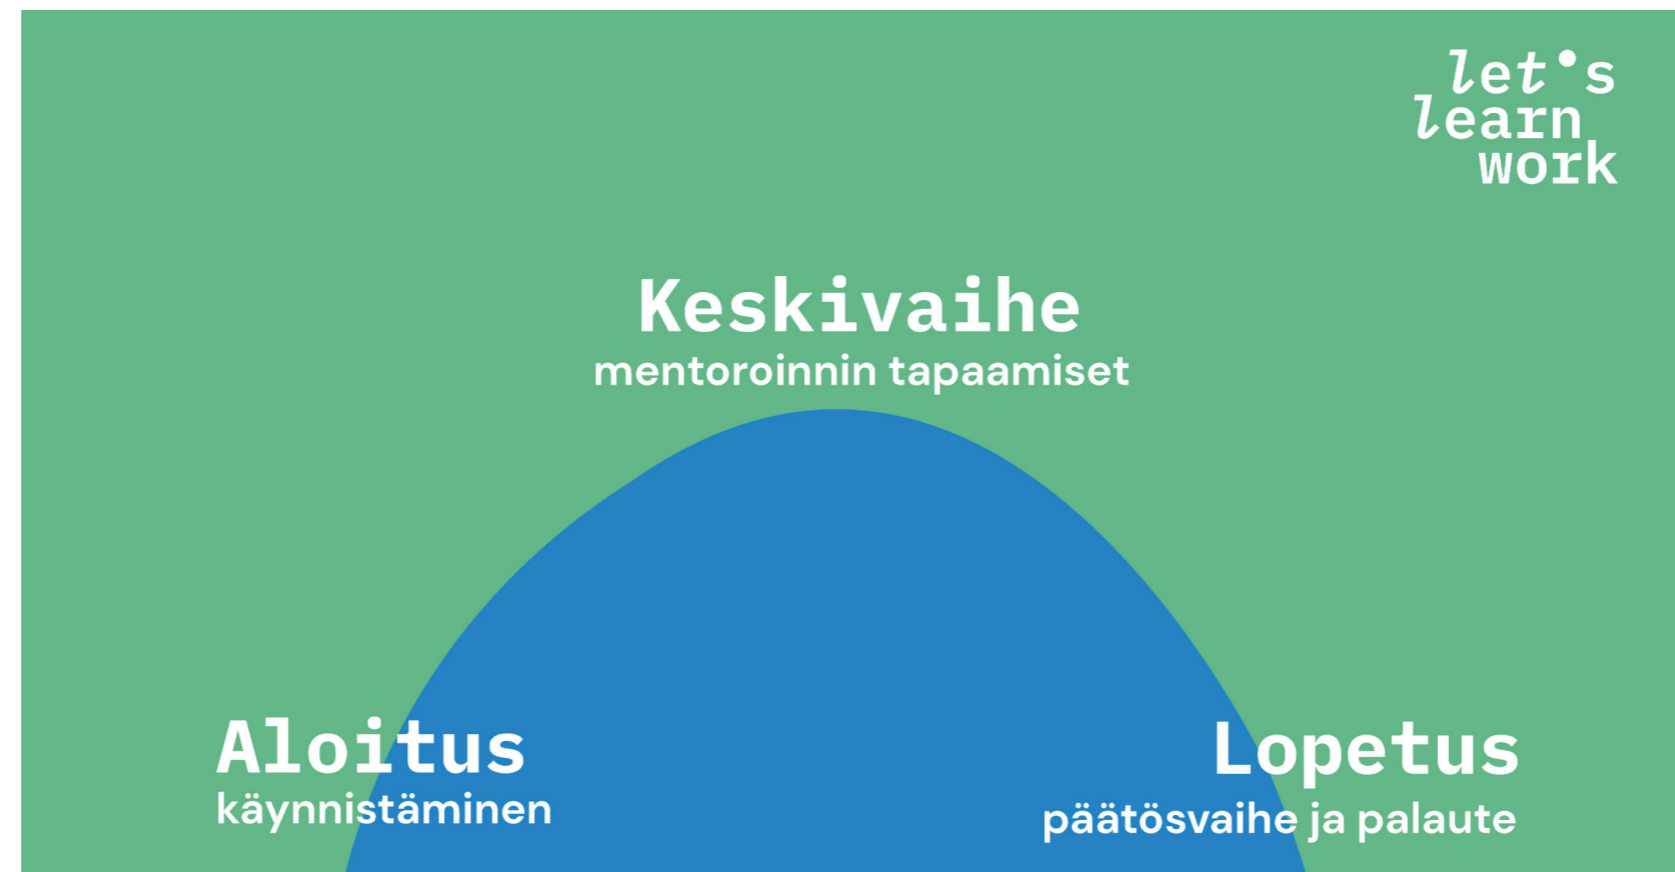 let's
learn
work
Keskivaihe
mentoroinnin tapaamiset
Aloitus
käynnistäminen
Lopetus
päätösvaihe ja palaute